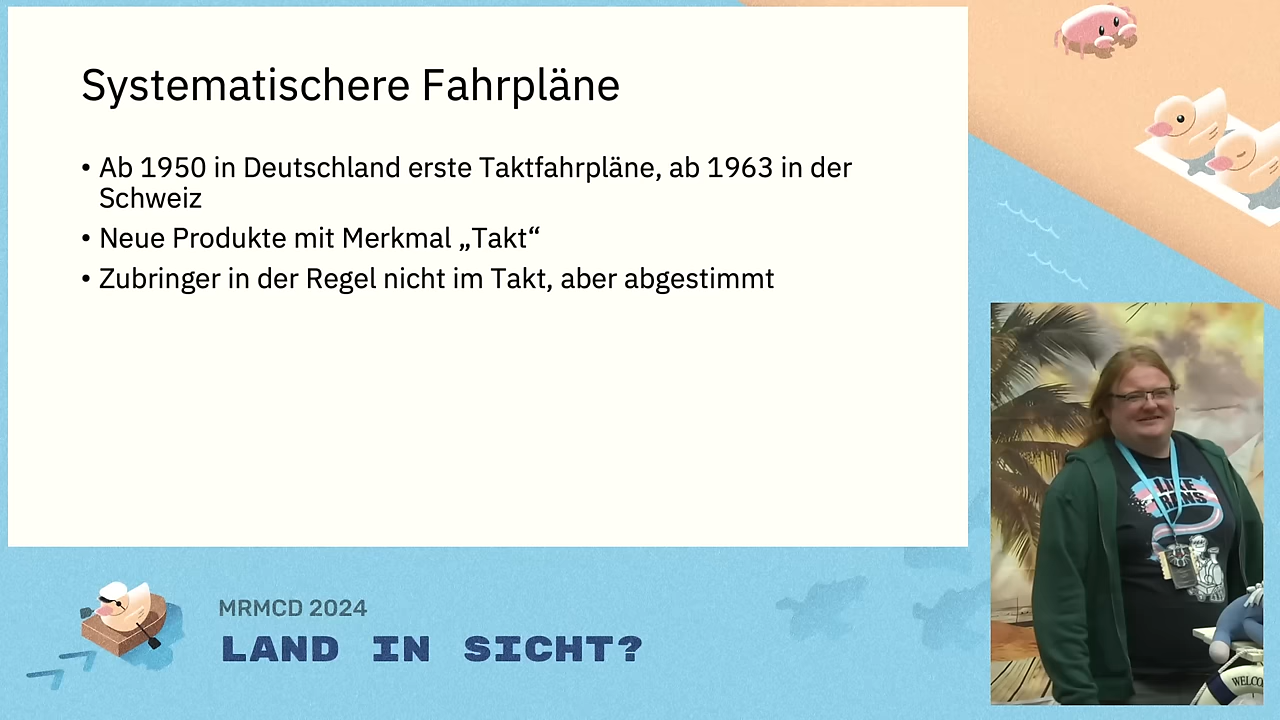 Systematischere Fahrpläne
• Ab 1950 in Deutschland erste Taktfahrpläne, ab 1963 in der
Schweiz
• Neue Produkte mit Merkmal „Takt“
• Zubringer in der Regel nicht im Takt, aber abgestimmt
MRMCD 2024
LAND IN SICHT?